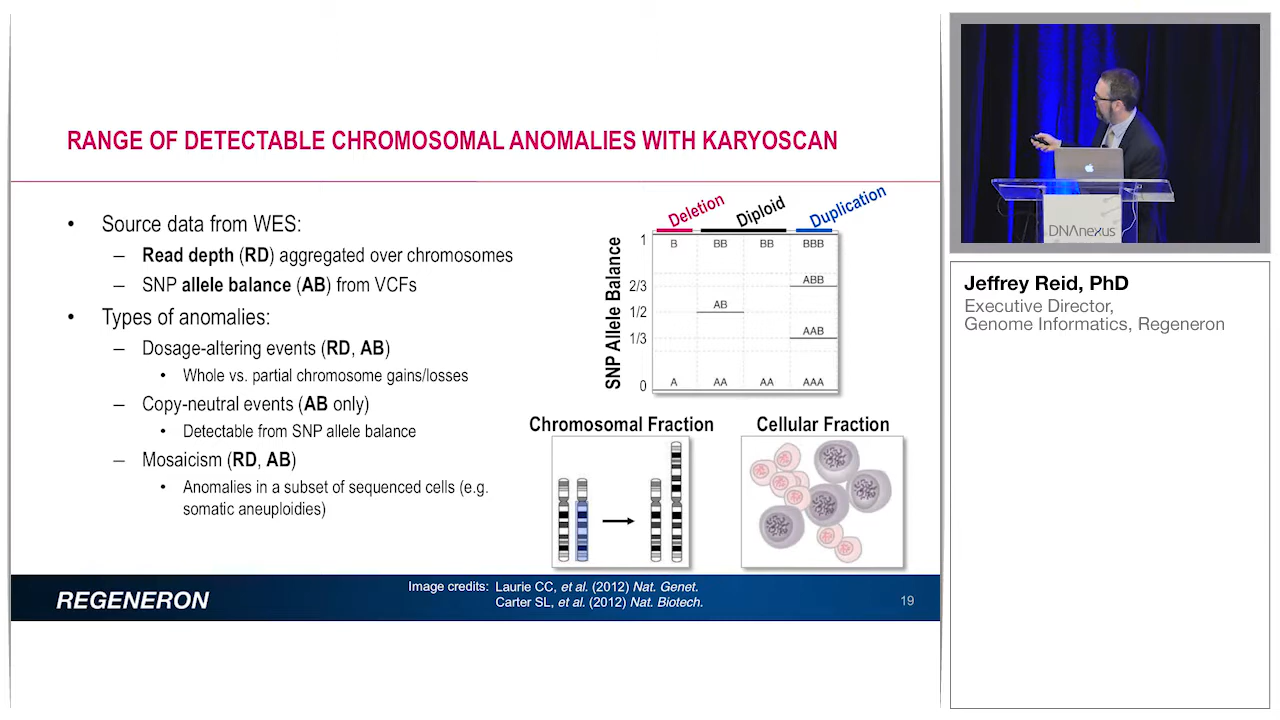 RANGE OF DETECTABLE CHROMOSOMAL ANOMALIES WITH KARYOSCAN
• Source data from WES:
– Read depth (RD) aggregated over chromosomes
– SNP allele balance (AB) from VCFs
• Types of anomalies:
– Dosage-altering events (RD, AB)
• Whole vs. partial chromosome gains/losses
– Copy-neutral events (AB only)
• Detectable from SNP allele balance
– Mosaicism (RD, AB)
• Anomalies in a subset of sequenced cells (e.g.
somatic aneuploidies)
Deletion Diploid Duplication
SNP Allele Balance
1 B BB BB BBB
2/3 ABB
1/2 AB
1/3 AAB
0 A AA AA AAA
Chromosomal Fraction
Cellular Fraction
REGENERON
Image credits: Laurie CC, et al. (2012) Nat. Genet.
Carter SL, et al. (2012) Nat. Biotech.
19
DNAnexus
Jeffrey Reid, PhD
Executive Director,
Genome Informatics, Regeneron